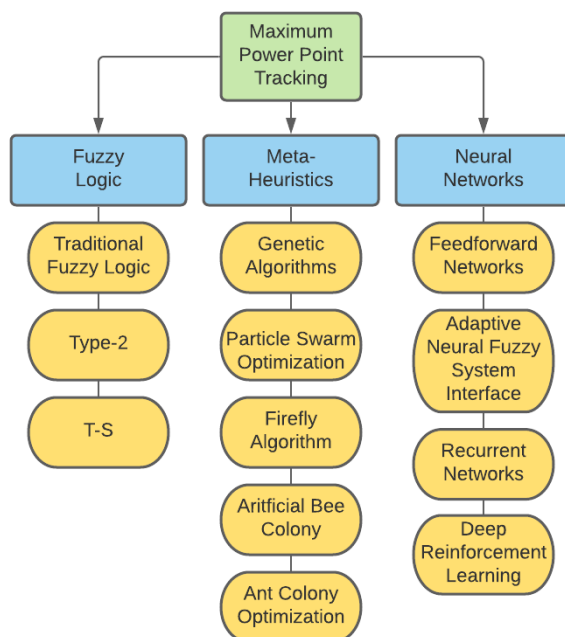 Maximum
Power Point
Tracking
Fuzzy
Logic
Meta-
Heuristics
Neural
Networks
Traditional
Fuzzy Logic
Type-2
T-S
Genetic
Algorithms
Particle Swarm
Optimization
Firefly
Algorithm
Aritficial Bee
Colony
Ant Colony
Optimization
Feedforward
Networks
Adaptive
Neural Fuzzy
System
Interface
Recurrent
Networks
Deep
Reinforcement
Learning